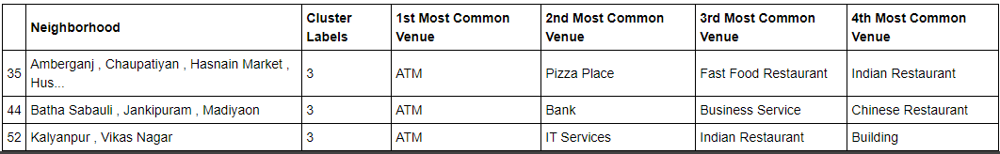 Neighborhood Cluster Labels 1st Most Common Venue 2nd Most Common Venue 3rd Most Common Venue 4th Most Common Venue
35 Amberganj , Chaupatiyan , Hasnain Market , Hus... 3 ATM Pizza Place Fast Food Restaurant Indian Restaurant
44 Batha Sabauli , Jankipuram , Madiyaon 3 ATM Bank Business Service Chinese Restaurant
52 Kalyanpur , Vikas Nagar 3 ATM IT Services Indian Restaurant Building